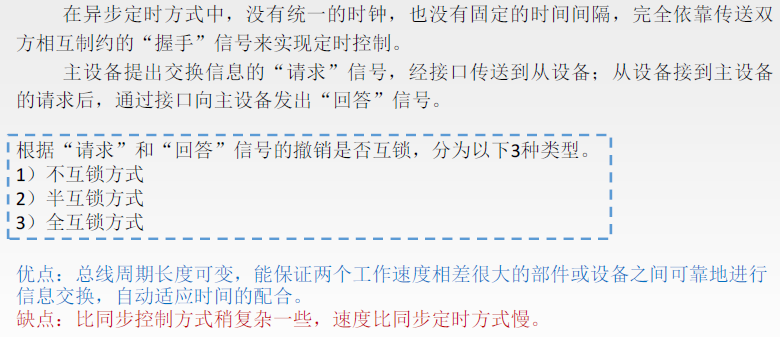 在异步定时方式中，没有统一的时钟，也没有固定的时间间隔，完全依靠传送双
方相互制约的“握手”信号来实现定时控制。
主设备提出交换信息的“请求”信号，经接口传送到从设备；从设备接到主设备
的请求后，通过接口向主设备发出“回答”信号。
根据“请求”和“回答”信号的撤销是否互锁，分为以下3种类型。
1）不互锁方式
2）半互锁方式
3）全互锁方式
优点：总线周期长度可变，能保证两个工作速度相差很大的部件或设备之间可靠地进行
信息交换，自动适应时间的配合。
缺点：比同步控制方式稍复杂一些，速度比同步定时方式慢。